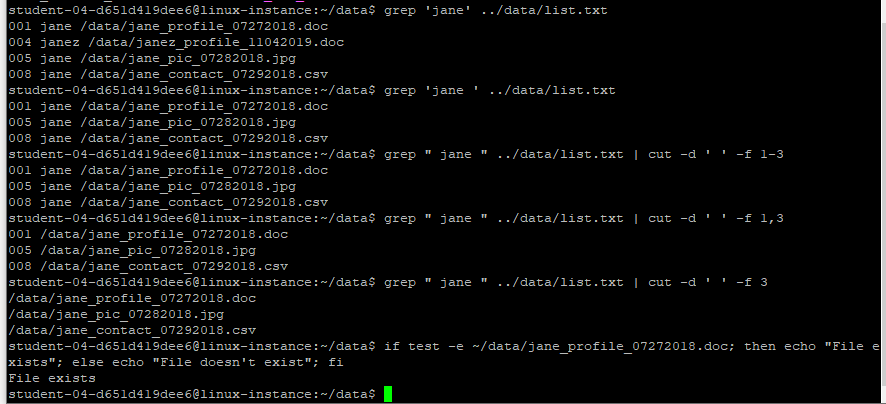 student-04-d651d419dee6@linux-instance:~/data$ grep 'jane' ../data/list.txt
001 jane /data/jane_profile_07272018.doc
004 janez /data/janez_profile_11042019.doc
005 jane /data/jane_pic_07282018.jpg
008 jane /data/jane_contact_07292018.csv
student-04-d651d419dee6@linux-instance:~/data$ grep 'jane ' ../data/list.txt
001 jane /data/jane_profile_07272018.doc
005 jane /data/jane_pic_07282018.jpg
008 jane /data/jane_contact_07292018.csv
student-04-d651d419dee6@linux-instance:~/data$ grep " jane " ../data/list.txt | cut -d ' ' -f 1-3
001 jane /data/jane_profile_07272018.doc
005 jane /data/jane_pic_07282018.jpg
008 jane /data/jane_contact_07292018.csv
student-04-d651d419dee6@linux-instance:~/data$ grep " jane " ../data/list.txt | cut -d ' ' -f 1,3
001 /data/jane_profile_07272018.doc
005 /data/jane_pic_07282018.jpg
008 /data/jane_contact_07292018.csv
student-04-d651d419dee6@linux-instance:~/data$ grep " jane " ../data/list.txt | cut -d ' ' -f 3
/data/jane_profile_07272018.doc
/data/jane_pic_07282018.jpg
/data/jane_contact_07292018.csv
student-04-d651d419dee6@linux-instance:~/data$ if test -e ~/data/jane_profile_07272018.doc; then echo "File e
xists"; else echo "File doesn't exist"; fi
File exists
student-04-d651d419dee6@linux-instance:~/data$